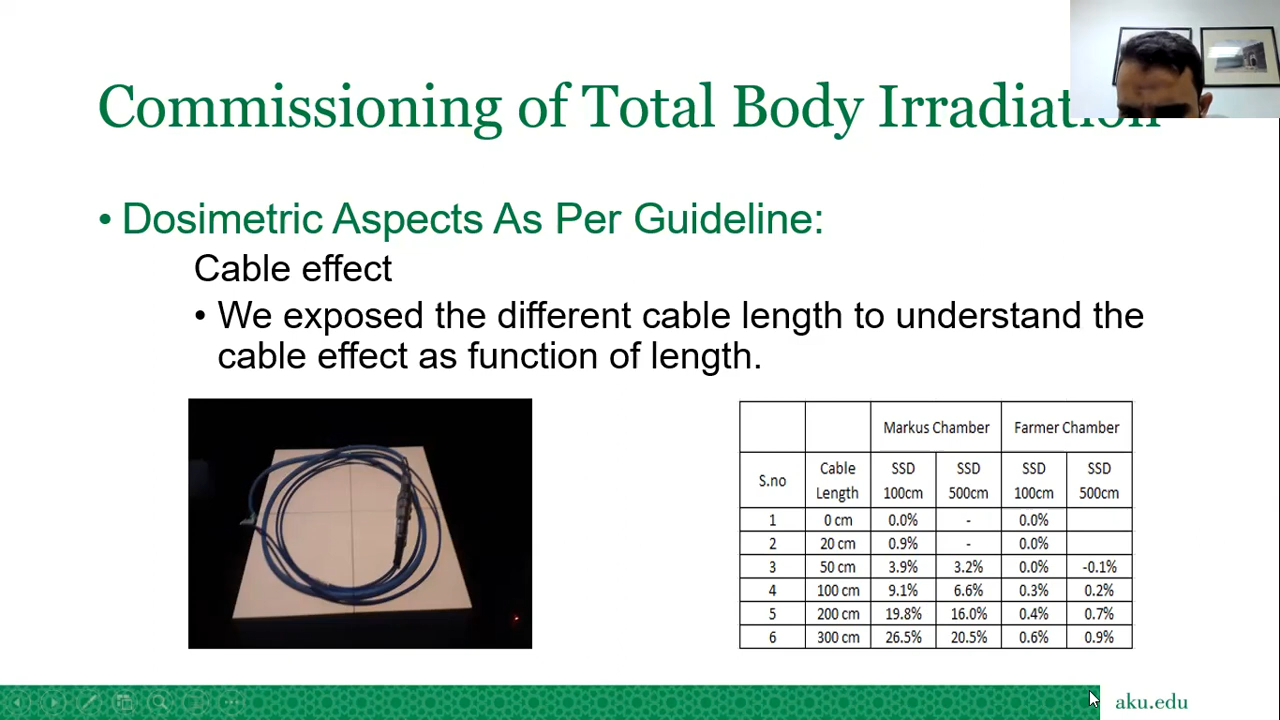 Commissioning of Total Body Irradiation
• Dosimetric Aspects As Per Guideline:
Cable effect
• We exposed the different cable length to understand the
cable effect as function of length.
Markus Chamber Farmer Chamber
S.no Cable Length SSD 100cm SSD 500cm SSD 100cm SSD 500cm
1 0 cm 0.0% - 0.0%
2 20 cm 0.9% - 0.0%
3 50 cm 3.9% 3.2% 0.0% -0.1%
4 100 cm 9.1% 6.6% 0.3% 0.2%
5 200 cm 19.8% 16.0% 0.4% 0.7%
6 300 cm 26.5% 20.5% 0.6% 0.9%
aku.edu